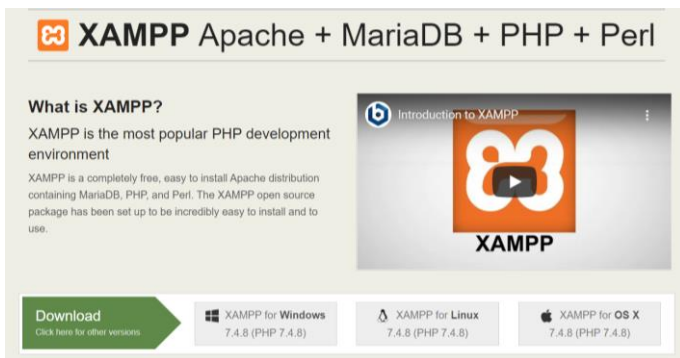 XAMPP Apache + MariaDB + PHP + Perl
What is XAMPP?
XAMPP is the most popular PHP development
environment
XAMPP is a completely free, easy to install Apache distribution
containing MariaDB, PHP, and Perl. The XAMPP open source
package has been set up to be incredibly easy to install and to
use.
Introduction to XAMPP
XAMPP
Download
Click here for other versions
XAMPP for Windows
7.4.8 (PHP 7.4.8)
XAMPP for Linux
7.4.8 (PHP 7.4.8)
XAMPP for OS X
7.4.8 (PHP 7.4.8)